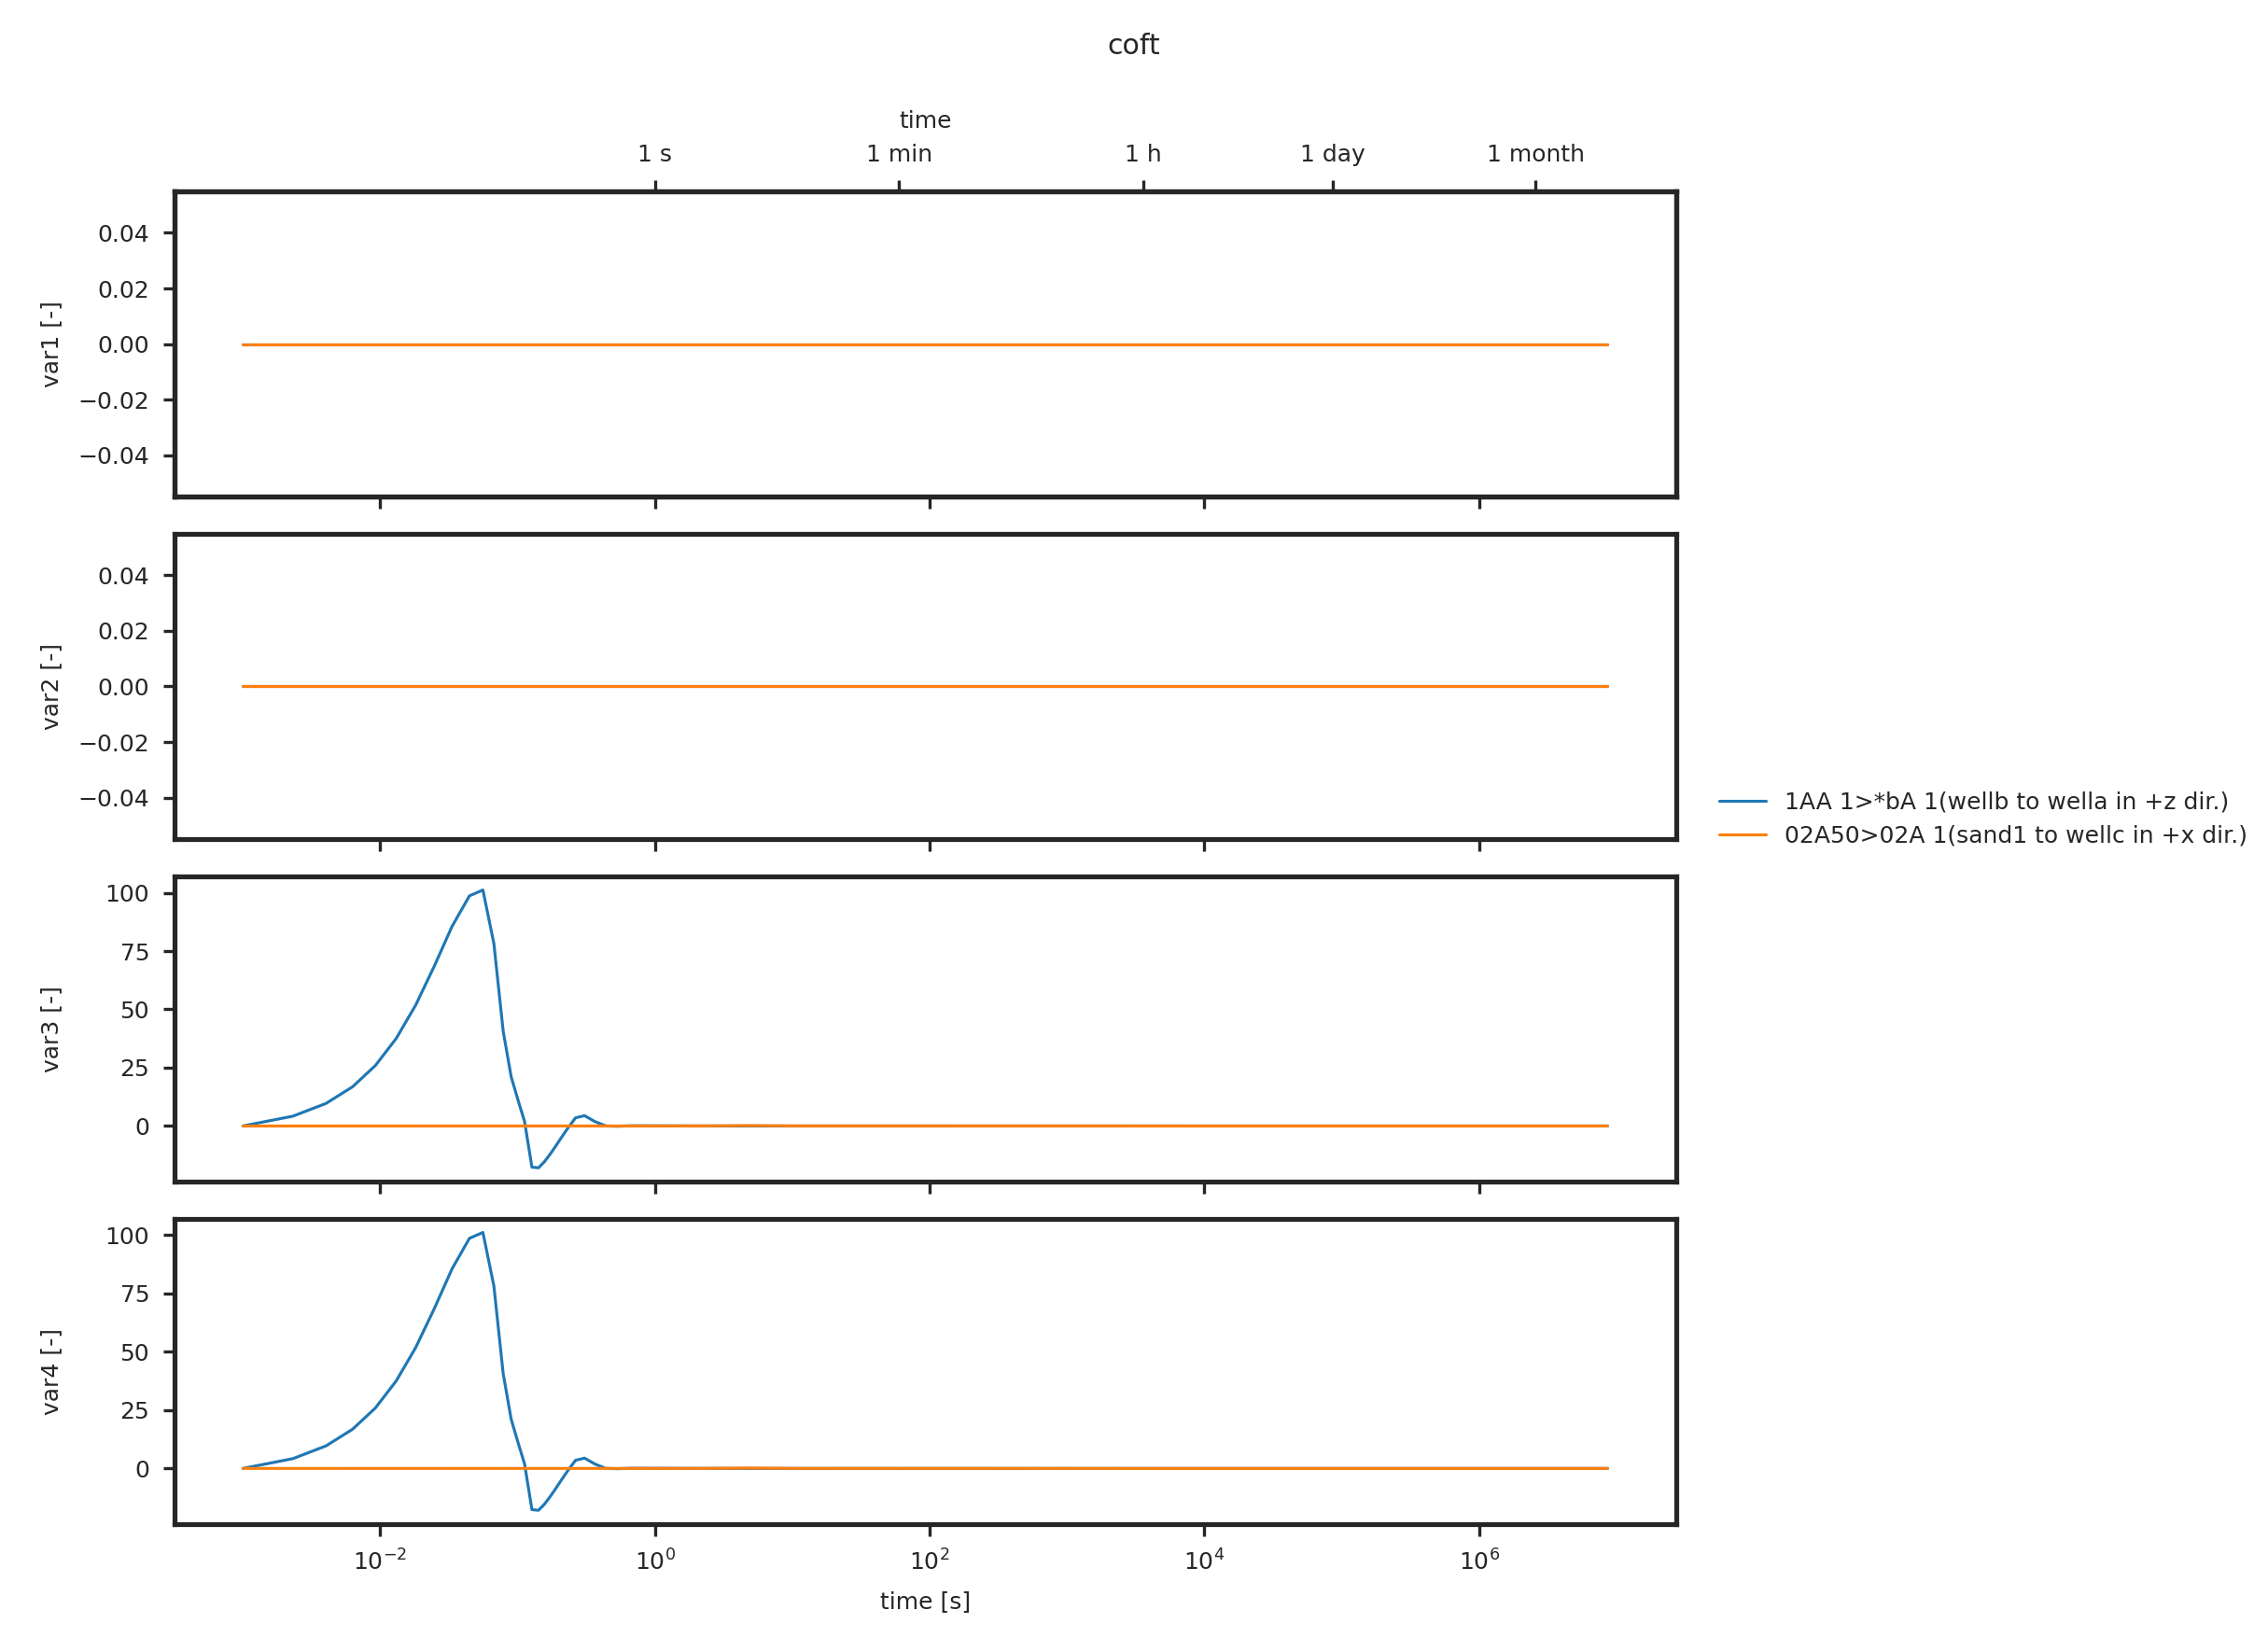 coft
time
1 s 1 min 1 h 1 day 1 month
var1 [-]
0.04
0.02
0.00
−0.02
−0.04
var2 [-]
0.04
0.02
0.00
−0.02
−0.04
1AA 1>*bA 1(wellb to wella in +z dir.)
02A50>02A 1(sand1 to wellc in +x dir.)
var3 [-]
100
75
50
25
0
var4 [-]
100
75
50
25
0
10⁻² 10⁰ 10² 10⁴ 10⁶
time [s]